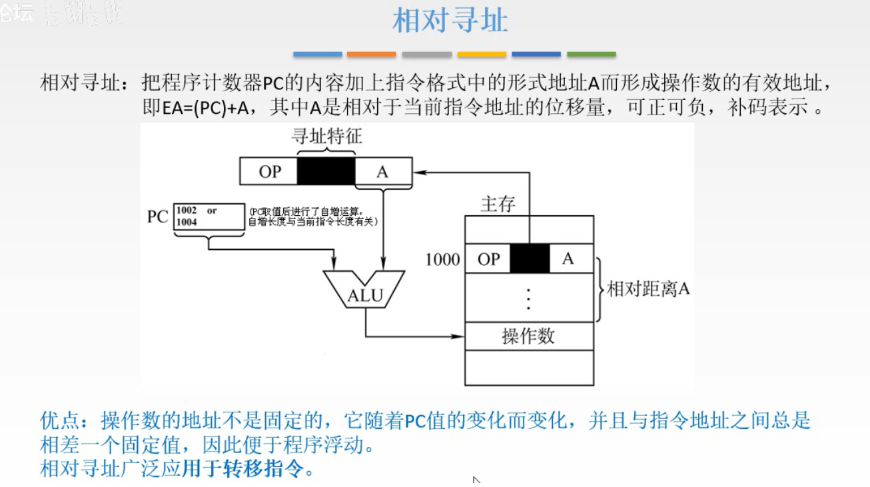 论坛
相对寻址
相对寻址：把程序计数器PC的内容加上指令格式中的形式地址A而形成操作数的有效地址，
即EA=(PC)+A，其中A是相对于当前指令地址的位移量，可正可负，补码表示 。
寻址特征
OP
A
PC
1002 or
1004
(PC取值后进行了自增运算，
自增长度与当前指令长度有关)
主存
1000
OP
A
ALU
相对距离A
操作数
优点：操作数的地址不是固定的，它随着PC值的变化而变化，并且与指令地址之间总是
相差一个固定值，因此便于程序浮动。
相对寻址广泛应用于转移指令。